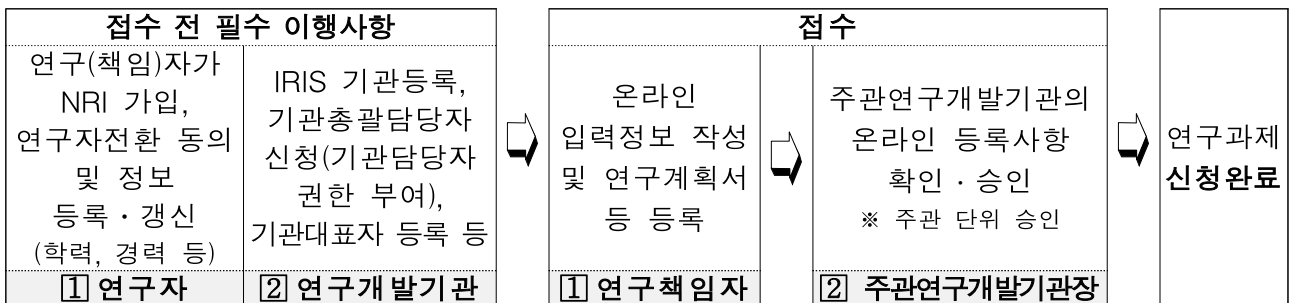 접수 전 필수 이행사항
연구(책임)자가
NRI 가입,
연구자전환 동의
및 정보
등록·갱신
(학력, 경력 등)
1 연구자
IRIS 기관등록,
기관총괄담당자
신청(기관담당자
권한 부여),
기관대표자 등록 등
2 연구개발기관
접수
온라인
입력정보 작성
및 연구계획서
등 등록
1 연구책임자
주관연구개발기관의
온라인 등록사항
확인·승인
※ 주관 단위 승인
2 주관연구개발기관장
연구과제
신청완료